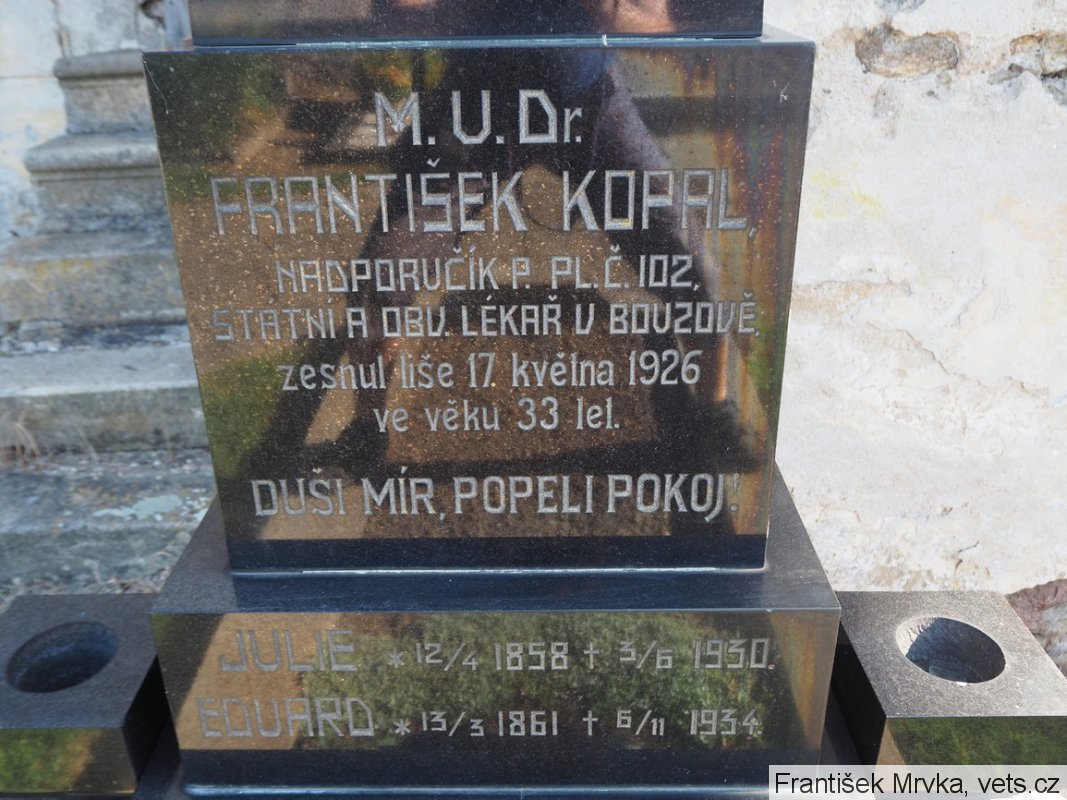 M.U.Dr.
FRANTIŠEK KOPAL,
NADPORUČÍK P. PL. Č. 102,
STÁTNÍ A OBV. LÉKAŘ V BOUZOVĚ,
zesnul tiše 17 května 1926
ve věku 33 let.
DUŠI MÍR, POPELI POKOJ!
JULIE * 12/4 1858 † 3/6 1930.
EDUARD * 13/3 1861 † 6/11 1934.
František Mrvka, vets.cz